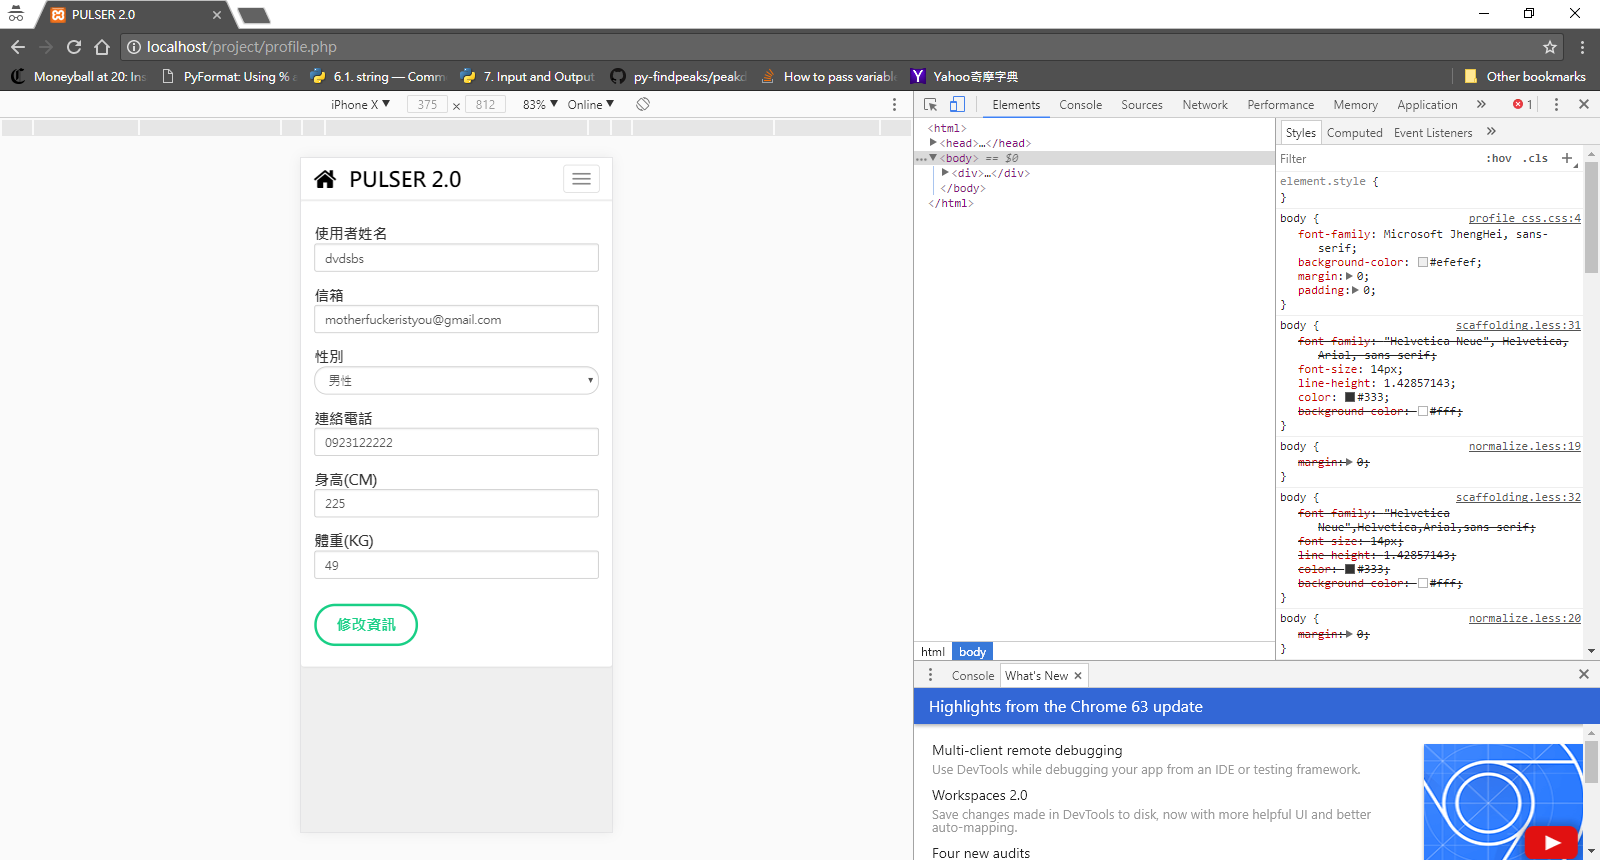 PULSER 2.0
localhost/project/profile.php
Moneyball at 20: Ins
PyFormat: Using %
6.1. string — Comm
7. Input and Output
py-findpeaks/peakd
How to pass variabl
Yahoo奇摩字典
Other bookmarks
iPhone X ▼ 375 × 812 83% ▼ Online ▼
Elements Console Sources Network Performance Memory Application » 1
PULSER 2.0
使用者姓名
dvdsbs
信箱
motherfuckeristyou@gmail.com
性別
男性
連絡電話
0923122222
身高(CM)
225
體重(KG)
49
修改資訊
<html>
<head>…</head>
<body> == $0
<div>…</div>
</body>
</html>
html body
Styles Computed Event Listeners »
Filter :hov .cls +
element.style {
}
body { profile_css.css:4
font-family: Microsoft JhengHei, sans-
serif;
background-color: #efefef;
margin: 0;
padding: 0;
}
body { scaffolding.less:31
font-family: "Helvetica Neue", Helvetica,
Arial, sans-serif;
font-size: 14px;
line-height: 1.42857143;
color: #333;
background-color: #fff;
}
body { normalize.less:19
margin: 0;
}
body { scaffolding.less:32
font-family: "Helvetica
Neue",Helvetica,Arial,sans-serif;
font-size: 14px;
line-height: 1.42857143;
color: #333;
background-color: #fff;
}
body { normalize.less:20
margin: 0;
}
Console What's New
Highlights from the Chrome 63 update
Multi-client remote debugging
Use DevTools while debugging your app from an IDE or testing framework.
Workspaces 2.0
Save changes made in DevTools to disk, now with more helpful UI and better
auto-mapping.
Four new audits